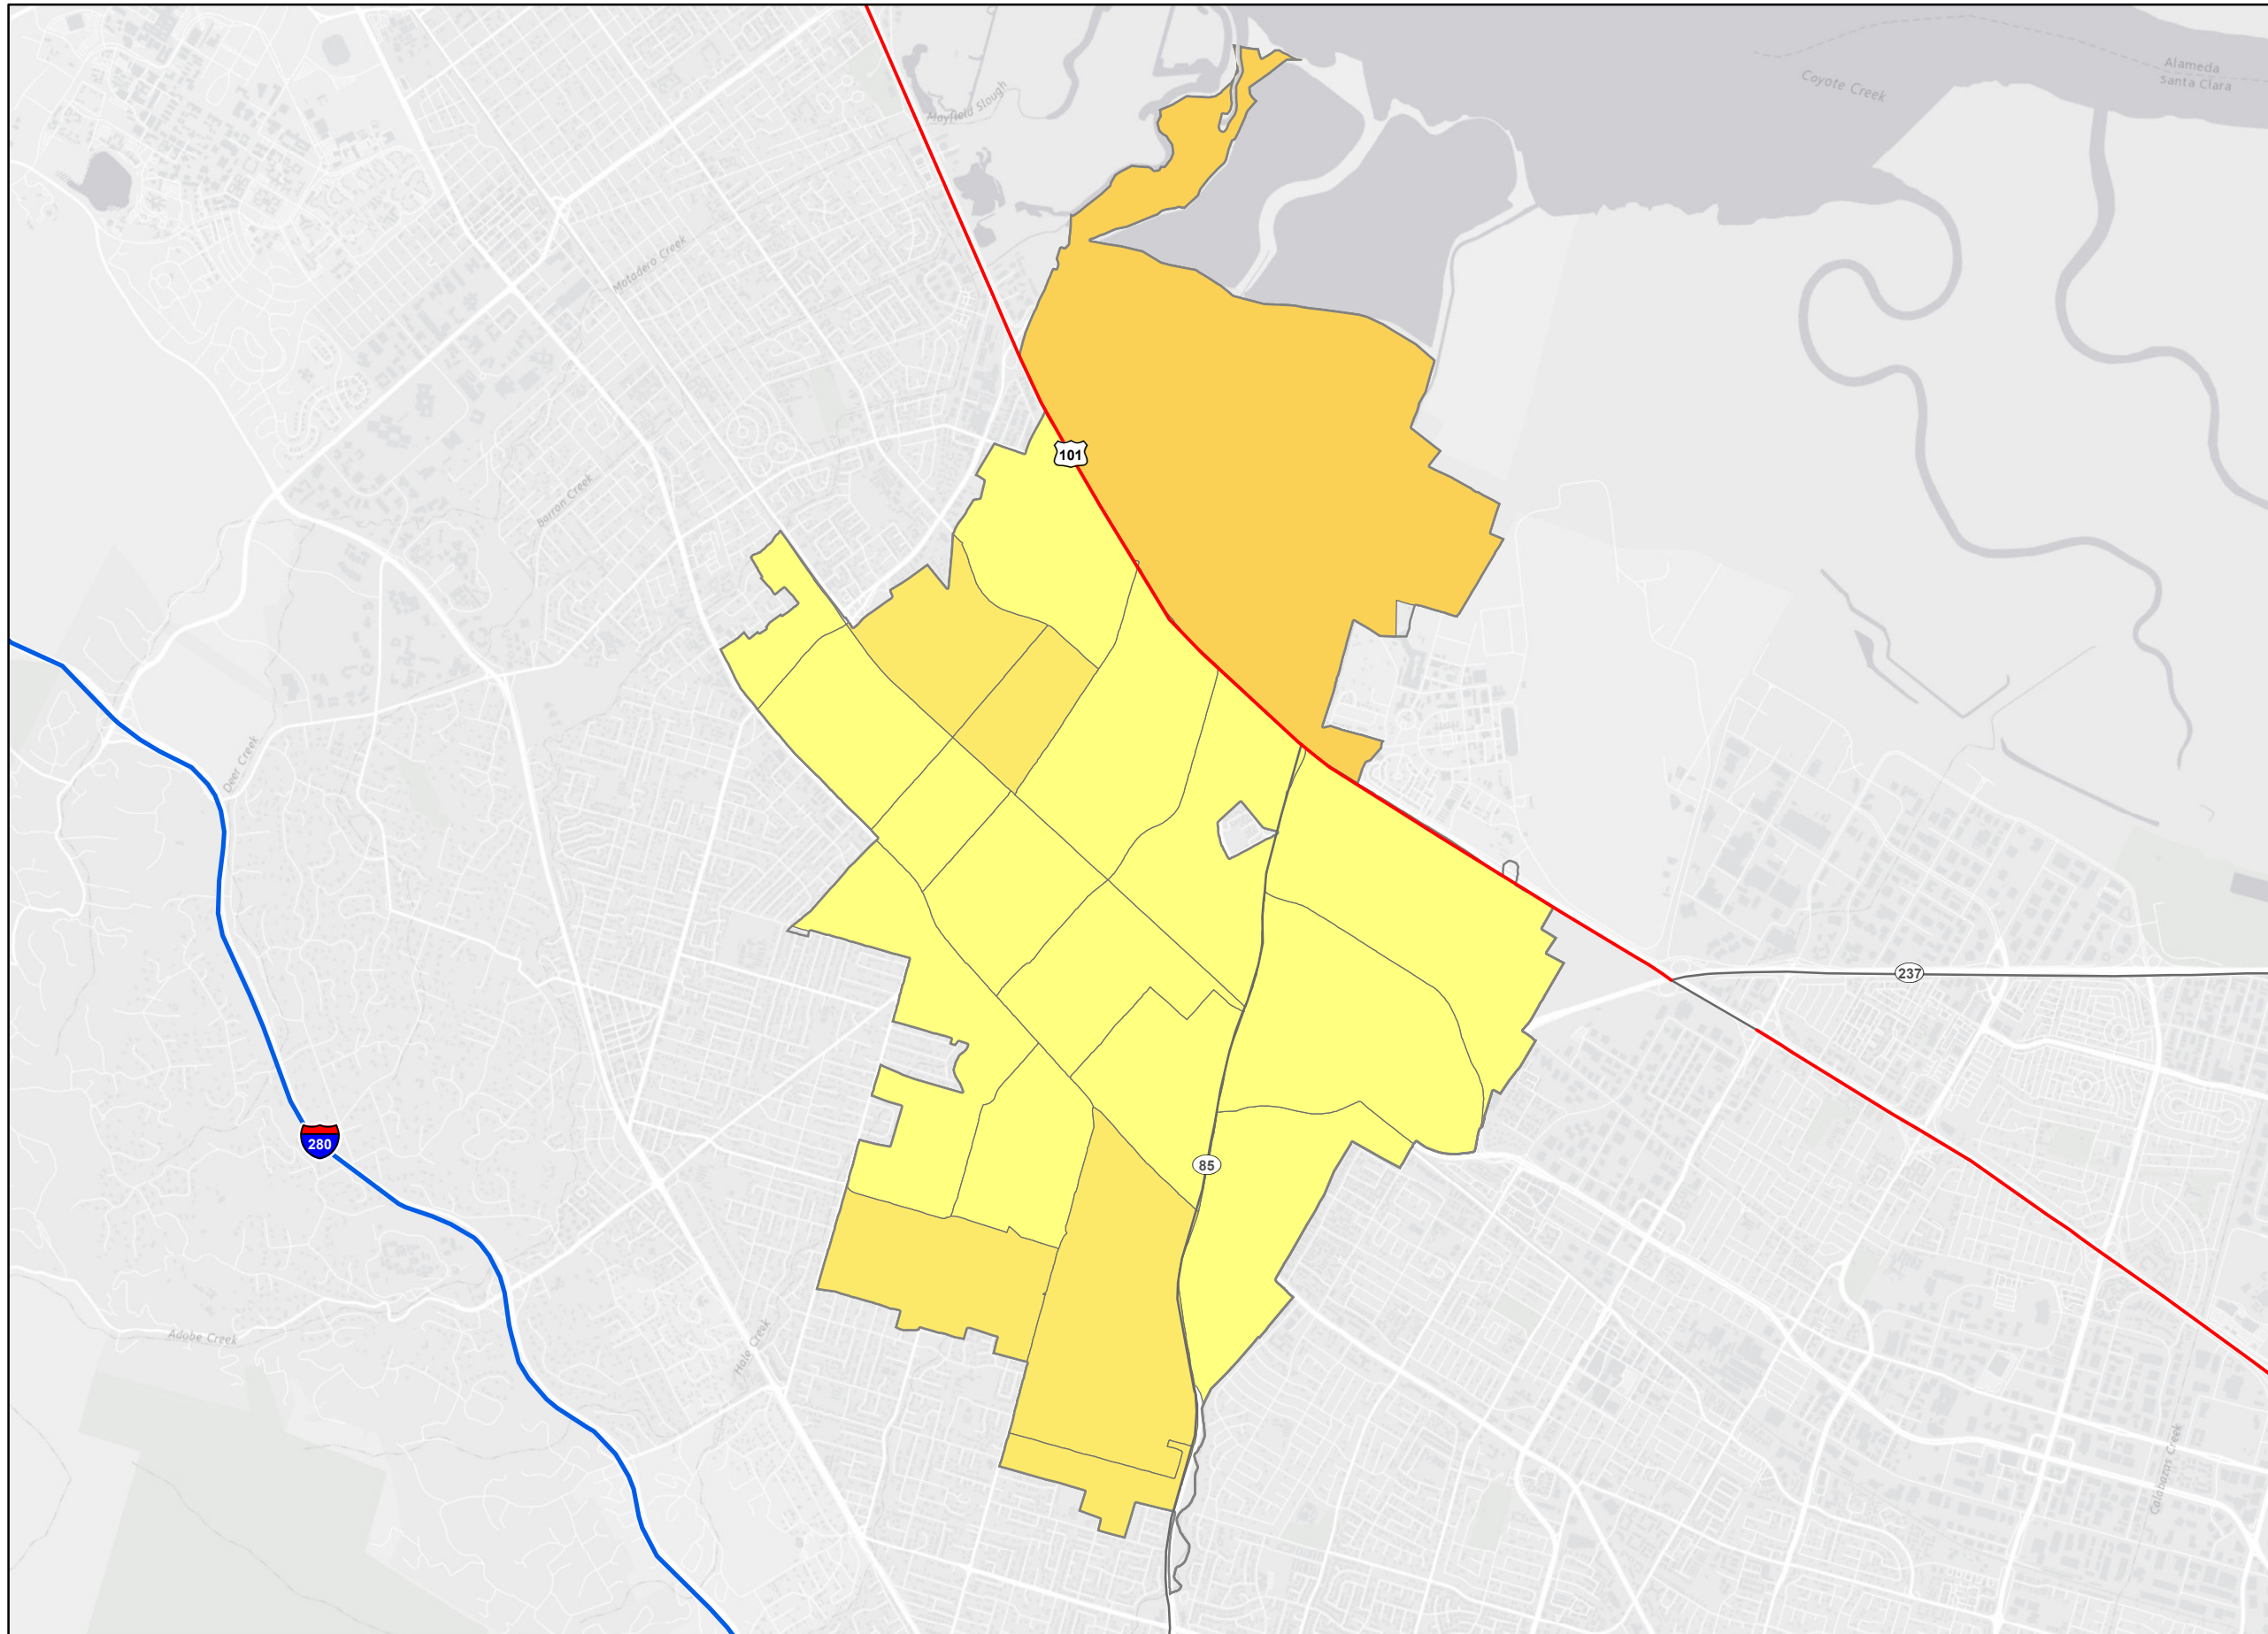 Alameda
Santa Clara
Coyote Creek
Mayfield Slough
Matadero Creek
101
Barron Creek
Deer Creek
237
280
85
Adobe Creek
Hale Creek
Calabazas Creek